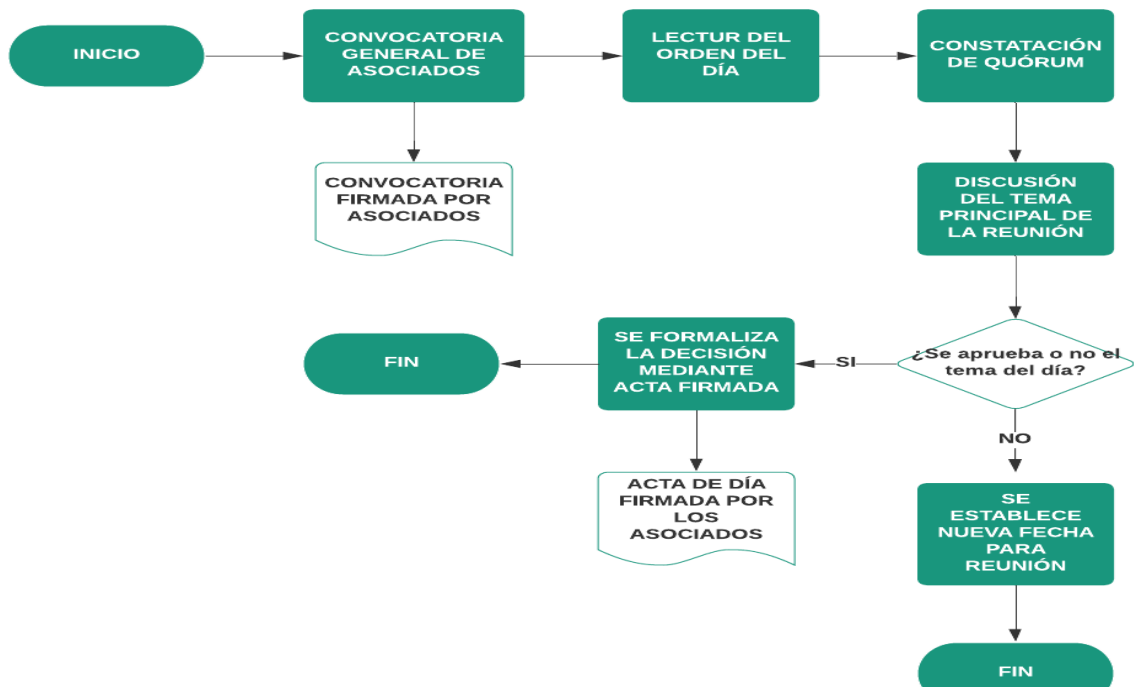 INICIO
CONVOCATORIA
GENERAL DE
ASOCIADOS
LECTUR DEL
ORDEN DEL
DÍA
CONSTATACIÓN
DE QUÓRUM
CONVOCATORIA
FIRMADA POR
ASOCIADOS
DISCUSIÓN
DEL TEMA
PRINCIPAL DE
LA REUNIÓN
¿Se aprueba o no el
tema del día?
SI
SE FORMALIZA
LA DECISIÓN
MEDIANTE
ACTA FIRMADA
FIN
NO
ACTA DE DÍA
FIRMADA POR
LOS
ASOCIADOS
SE
ESTABLECE
NUEVA FECHA
PARA
REUNIÓN
FIN